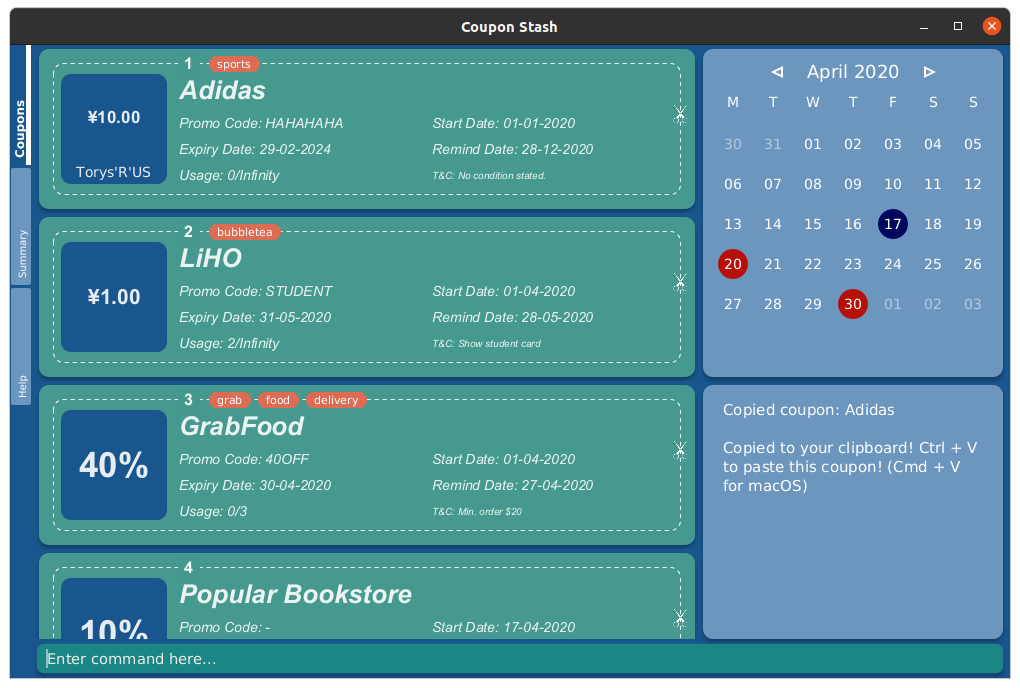 Coupon Stash
Coupons
Summary
Help
1 sports
Adidas
¥10.00
Torys'R'US
Promo Code: HAHAHAHA Start Date: 01-01-2020
Expiry Date: 29-02-2024 Remind Date: 28-12-2020
Usage: 0/Infinity T&C: No condition stated.
2 bubbletea
LiHO
¥1.00
Promo Code: STUDENT Start Date: 01-04-2020
Expiry Date: 31-05-2020 Remind Date: 28-05-2020
Usage: 2/Infinity T&C: Show student card
3 grab food delivery
GrabFood
40%
Promo Code: 40OFF Start Date: 01-04-2020
Expiry Date: 30-04-2020 Remind Date: 27-04-2020
Usage: 0/3 T&C: Min. order $20
4
Popular Bookstore
10%
Promo Code: - Start Date: 17-04-2020
April 2020
M T W T F S S
30 31 01 02 03 04 05
06 07 08 09 10 11 12
13 14 15 16 17 18 19
20 21 22 23 24 25 26
27 28 29 30 01 02 03
Copied coupon: Adidas
Copied to your clipboard! Ctrl + V
to paste this coupon! (Cmd + V
for macOS)
Enter command here...